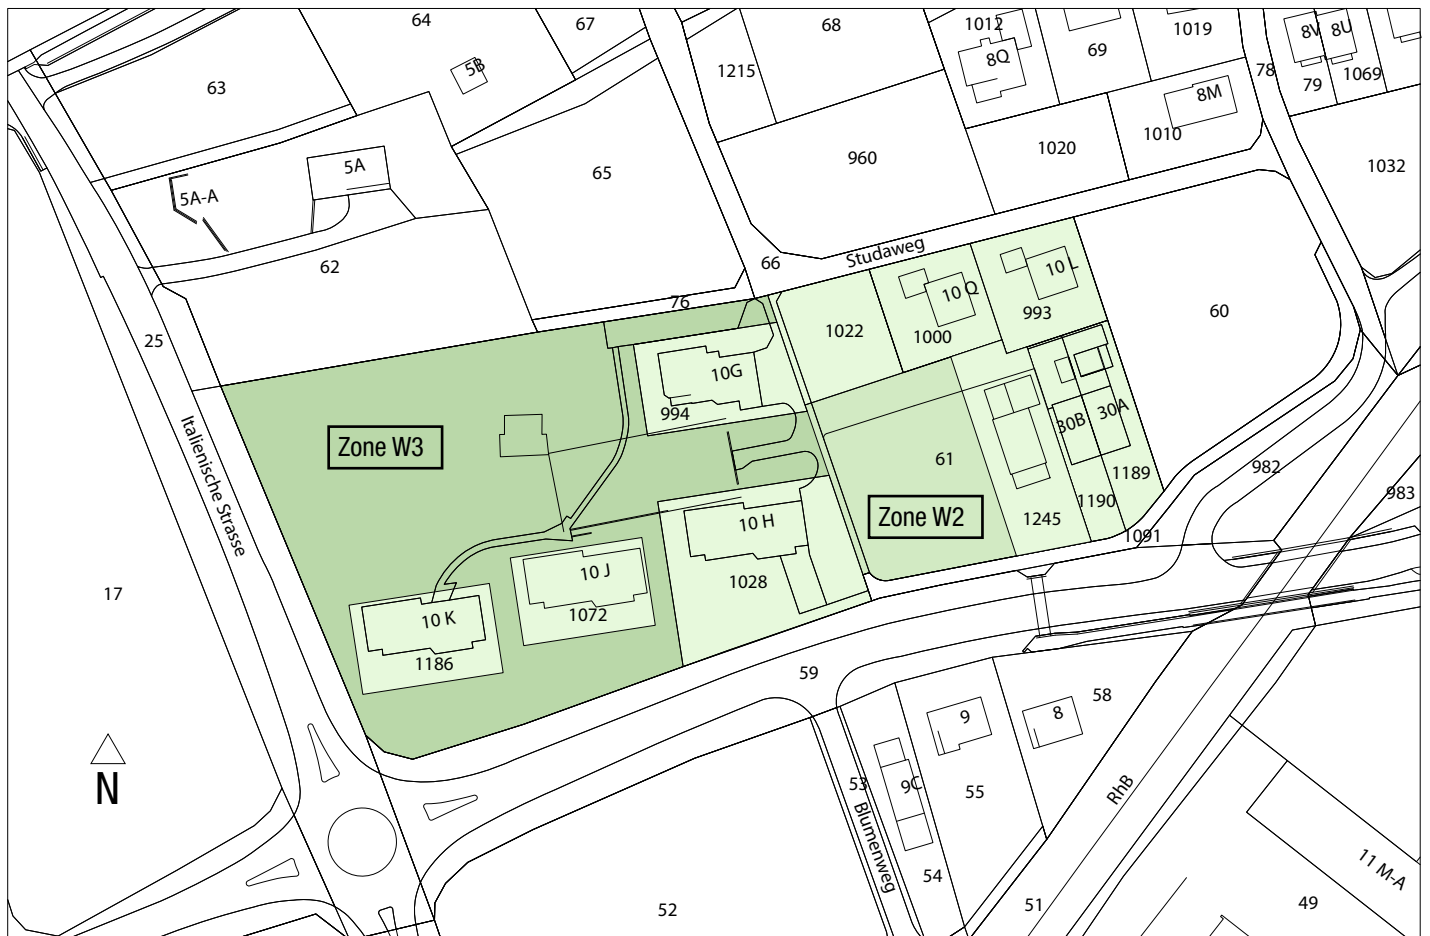 64
67
68
1012
1019
8V
8U
5B
1215
8Q
69
78
1069
79
63
8M
1010
5A
5A-A
65
960
1020
1032
Studaweg
62
66
10 L
76
10 Q
25
1022
1000
993
60
10G
994
30A
30B
Zone W3
Italienische Strasse
61
982
1189
983
Zone W2
1190
10 H
1245
1091
10 J
1028
17
1072
10 K
1186
59
58
9
8
N
53
9C
55
RhB
Blumenweg
11 M-A
54
52
51
49